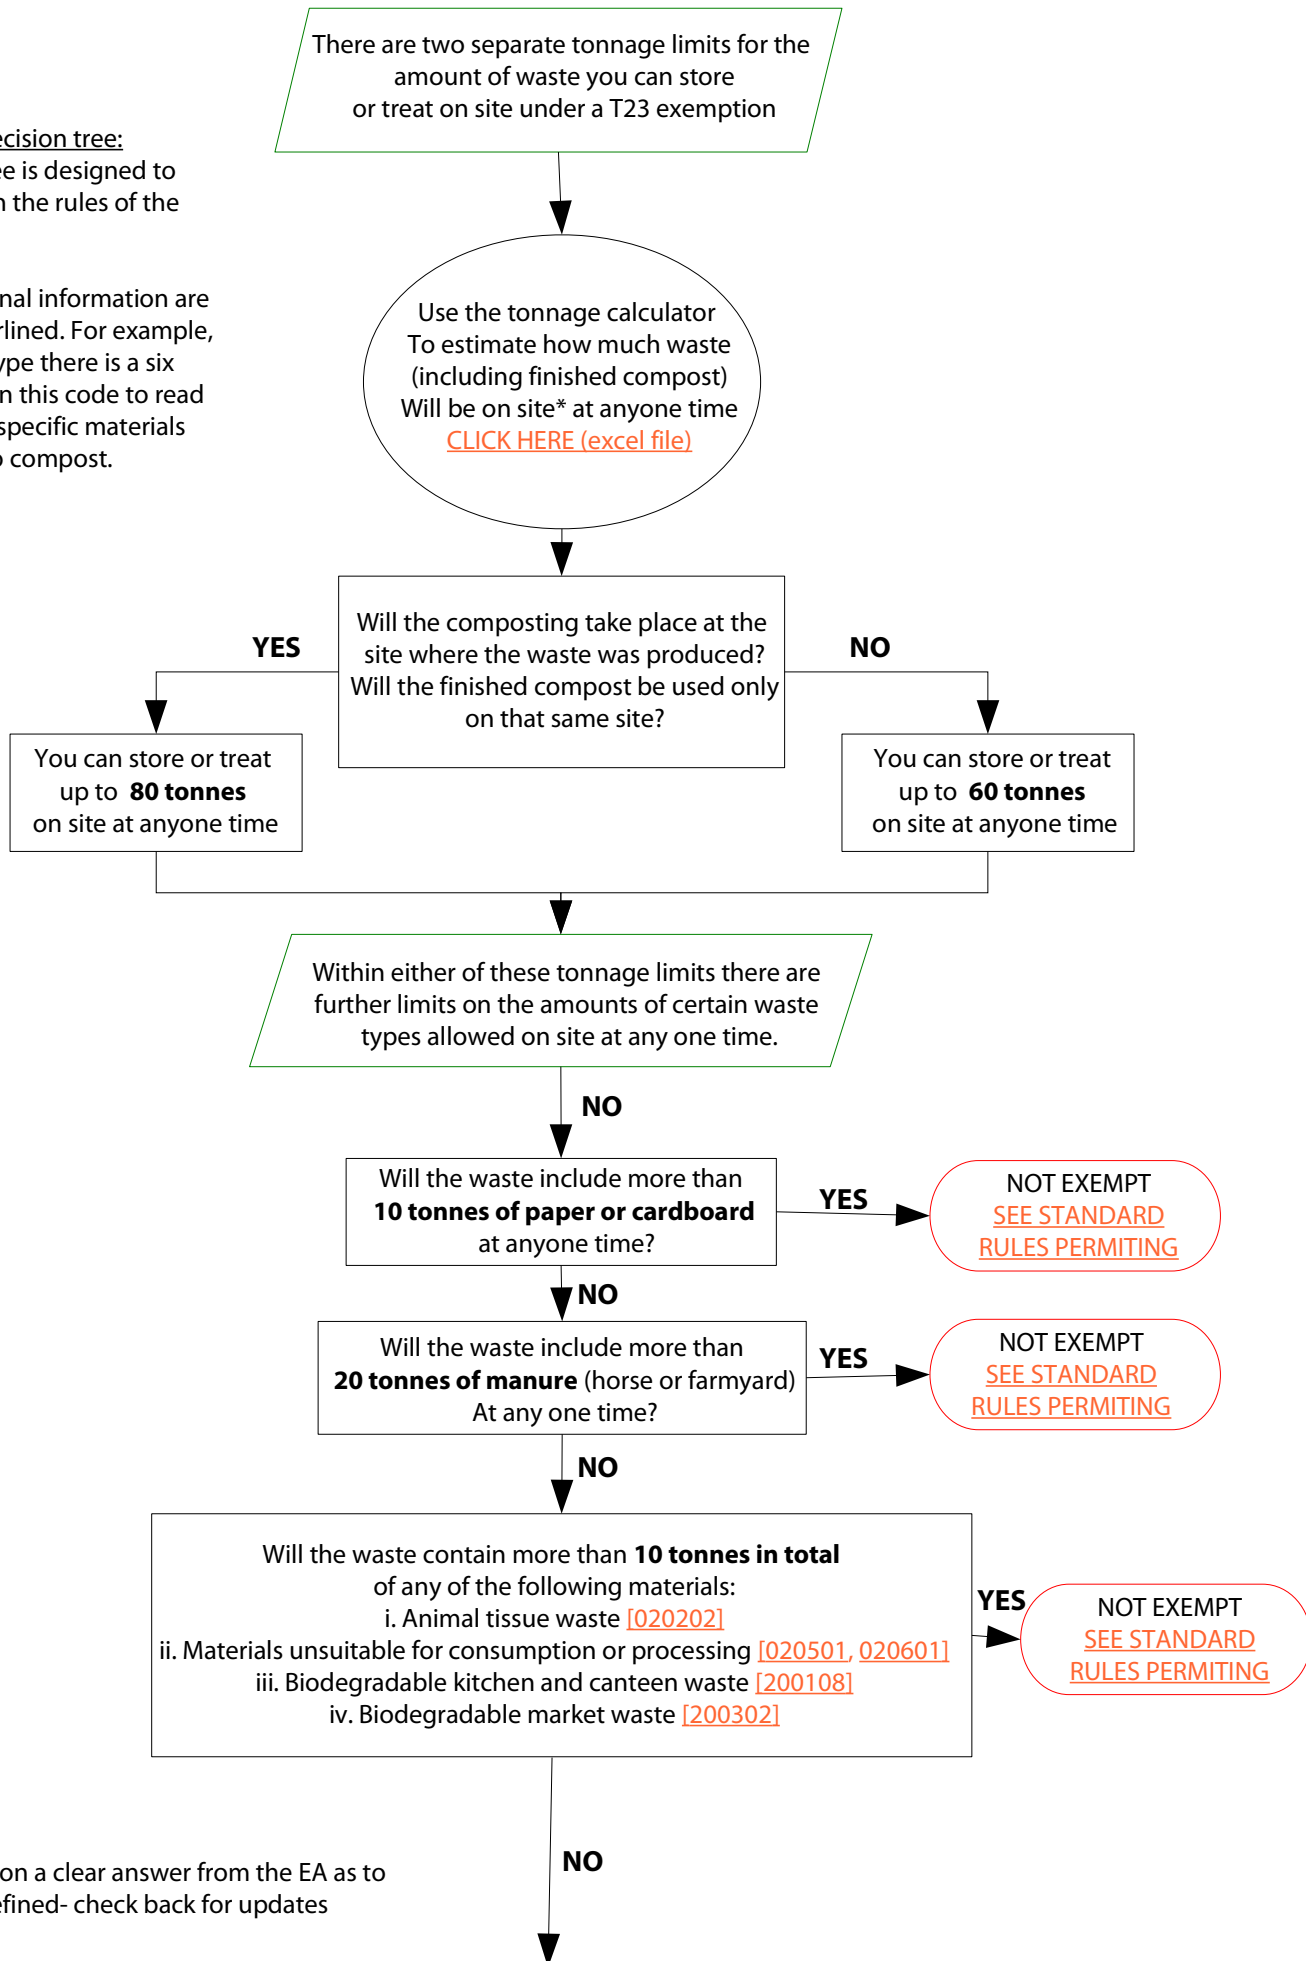 There are two separate tonnage limits for the
amount of waste you can store
or treat on site under a T23 exemption
ecision tree:
ee is designed to
n the rules of the
nal information are
rlined. For example,
ype there is a six
n this code to read
specific materials
o compost.
Use the tonnage calculator
To estimate how much waste
(including finished compost)
Will be on site* at anyone time
CLICK HERE (excel file)
Will the composting take place at the
site where the waste was produced?
Will the finished compost be used only
on that same site?
YES
NO
You can store or treat
up to 80 tonnes
on site at anyone time
You can store or treat
up to 60 tonnes
on site at anyone time
Within either of these tonnage limits there are
further limits on the amounts of certain waste
types allowed on site at any one time.
NO
Will the waste include more than
10 tonnes of paper or cardboard
at anyone time?
YES
NOT EXEMPT
SEE STANDARD
RULES PERMITING
NO
Will the waste include more than
20 tonnes of manure (horse or farmyard)
At any one time?
YES
NOT EXEMPT
SEE STANDARD
RULES PERMITING
NO
Will the waste contain more than 10 tonnes in total
of any of the following materials:
i. Animal tissue waste [020202]
ii. Materials unsuitable for consumption or processing [020501, 020601]
iii. Biodegradable kitchen and canteen waste [200108]
iv. Biodegradable market waste [200302]
YES
NOT EXEMPT
SEE STANDARD
RULES PERMITING
NO
on a clear answer from the EA as to
efined- check back for updates